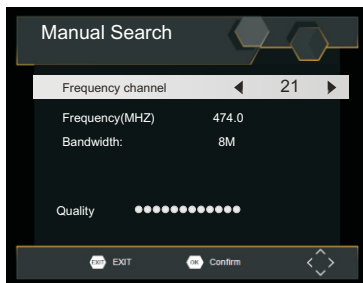 Manual Search
Frequency channel 21
Frequency(MHZ) 474.0
Bandwidth: 8M
Quality
EXIT EXIT OK Confirm